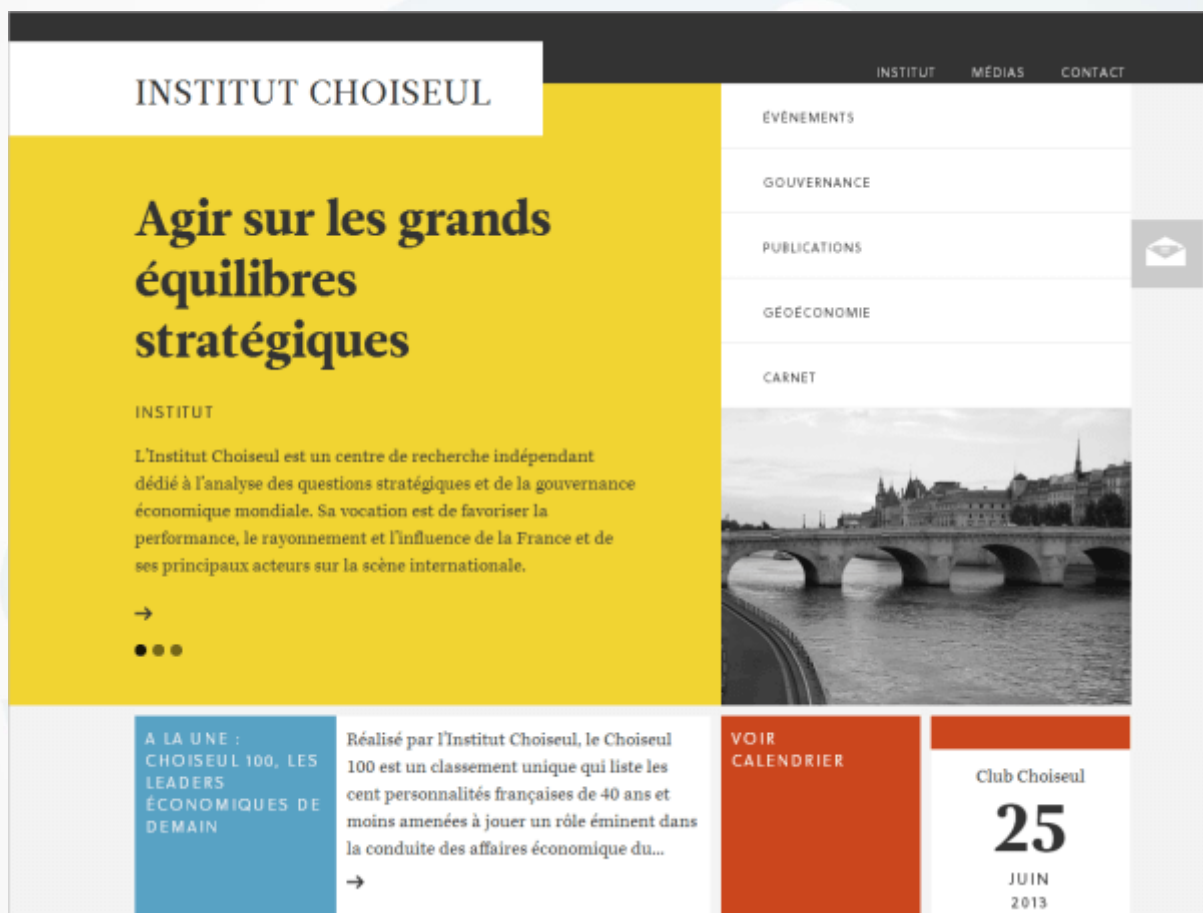 INSTITUT MÉDIAS CONTACT
INSTITUT CHOISEUL
Agir sur les grands
équilibres
stratégiques
INSTITUT
L'Institut Choiseul est un centre de recherche indépendant
dédié à l'analyse des questions stratégiques et de la gouvernance
économique mondiale. Sa vocation est de favoriser la
performance, le rayonnement et l'influence de la France et de
ses principaux acteurs sur la scène internationale.
→
ÉVÉNEMENTS
GOUVERNANCE
PUBLICATIONS
GÉOÉCONOMIE
CARNET
A LA UNE :
CHOISEUL 100, LES
LEADERS
ÉCONOMIQUES DE
DEMAIN
Réalisé par l'Institut Choiseul, le Choiseul
100 est un classement unique qui liste les
cent personnalités françaises de 40 ans et
moins amenées à jouer un rôle éminent dans
la conduite des affaires économique du...
→
VOIR
CALENDRIER
Club Choiseul
25
JUIN
2013